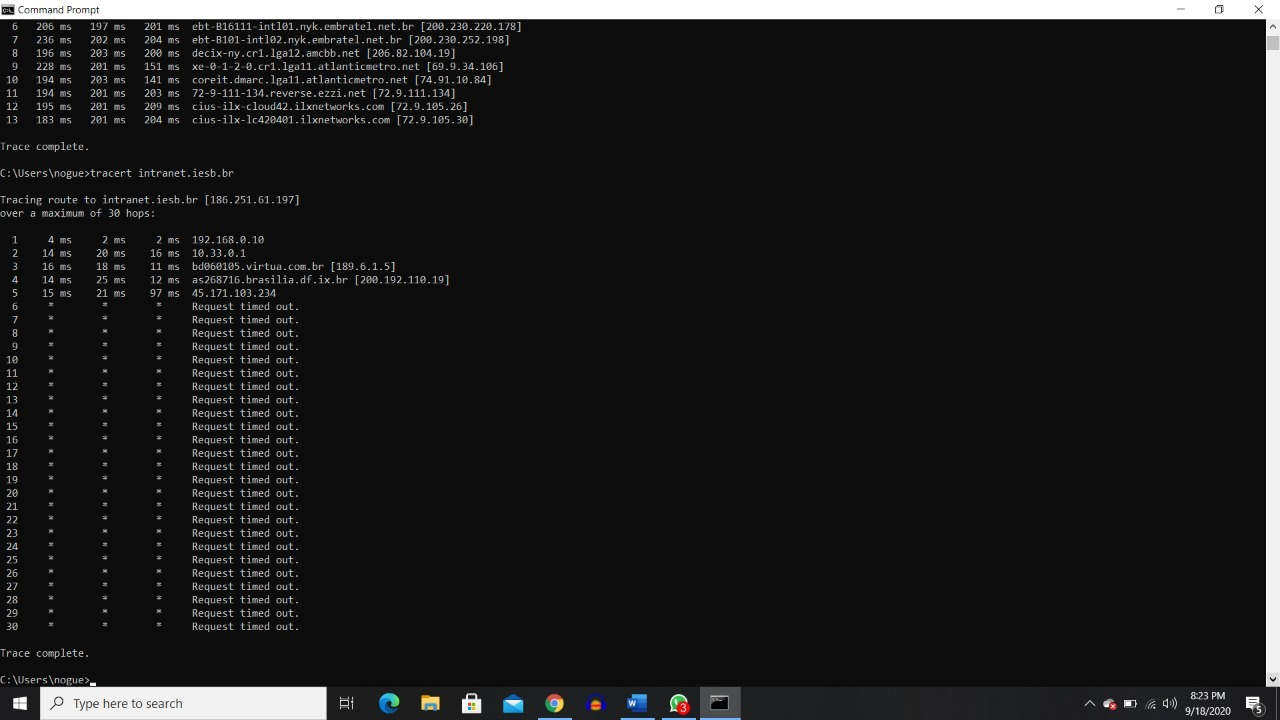 Command Prompt
6 206 ms 197 ms 201 ms ebt-B16111-intl01.nyk.embratel.net.br [200.230.220.178]
7 236 ms 202 ms 204 ms ebt-B101-intl02.nyk.embratel.net.br [200.230.252.198]
8 196 ms 203 ms 200 ms decix-ny.cr1.lga12.amcbb.net [206.82.104.19]
9 228 ms 201 ms 151 ms xe-0-1-2-0.cr1.lga11.atlanticmetro.net [69.9.34.106]
10 194 ms 203 ms 141 ms coreit.dmarc.lga11.atlanticmetro.net [74.91.10.84]
11 194 ms 201 ms 203 ms 72-9-111-134.reverse.ezzi.net [72.9.111.134]
12 195 ms 201 ms 209 ms cius-ilx-cloud42.ilxnetworks.com [72.9.105.26]
13 183 ms 201 ms 204 ms cius-ilx-lc420401.ilxnetworks.com [72.9.105.30]
Trace complete.
C:\Users\nogue>tracert intranet.iesb.br
Tracing route to intranet.iesb.br [186.251.61.197]
over a maximum of 30 hops:
1 4 ms 2 ms 2 ms 192.168.0.10
2 14 ms 20 ms 16 ms 10.33.0.1
3 16 ms 18 ms 11 ms bd060105.virtua.com.br [189.6.1.5]
4 14 ms 25 ms 12 ms as268716.brasilia.df.ix.br [200.192.110.19]
5 15 ms 21 ms 97 ms 45.171.103.234
6 * * * Request timed out.
7 * * * Request timed out.
8 * * * Request timed out.
9 * * * Request timed out.
10 * * * Request timed out.
11 * * * Request timed out.
12 * * * Request timed out.
13 * * * Request timed out.
14 * * * Request timed out.
15 * * * Request timed out.
16 * * * Request timed out.
17 * * * Request timed out.
18 * * * Request timed out.
19 * * * Request timed out.
20 * * * Request timed out.
21 * * * Request timed out.
22 * * * Request timed out.
23 * * * Request timed out.
24 * * * Request timed out.
25 * * * Request timed out.
26 * * * Request timed out.
27 * * * Request timed out.
28 * * * Request timed out.
29 * * * Request timed out.
30 * * * Request timed out.
Trace complete.
C:\Users\nogue>_
Type here to search
W
3
8:23 PM
9/18/2020
5